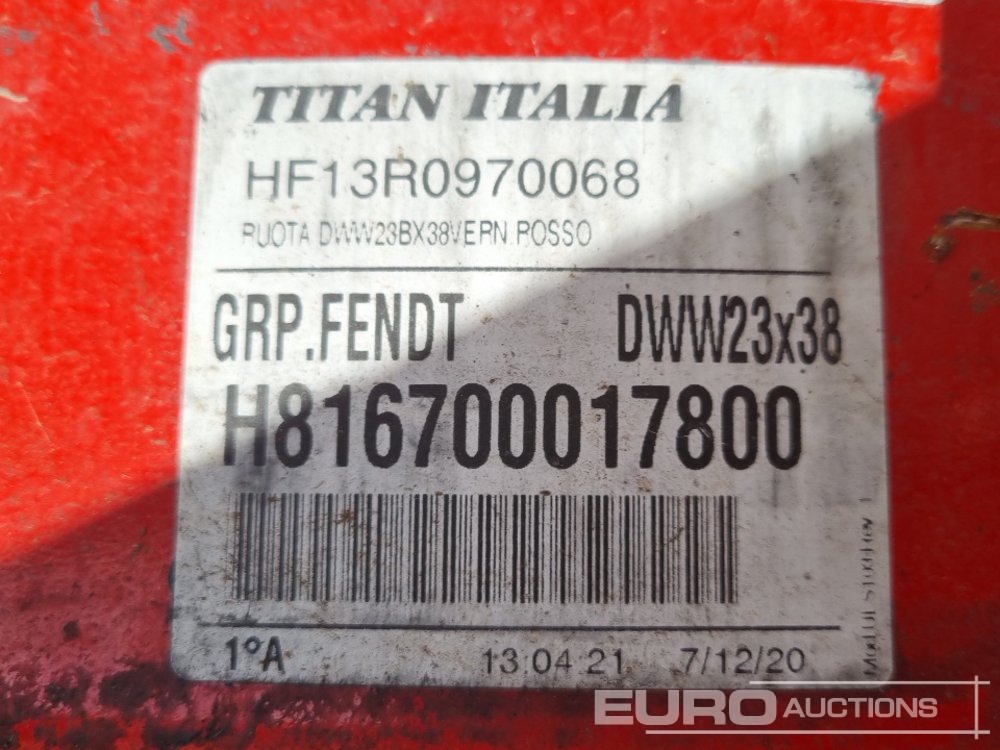 TITAN ITALIA
HF13R0970068
RUOTA DWW23BX38VERN.ROSSO
GRP.FENDT DWW23x38
H816700017800
1°A 13.04.21 7/12/20
EURO AUCTIONS